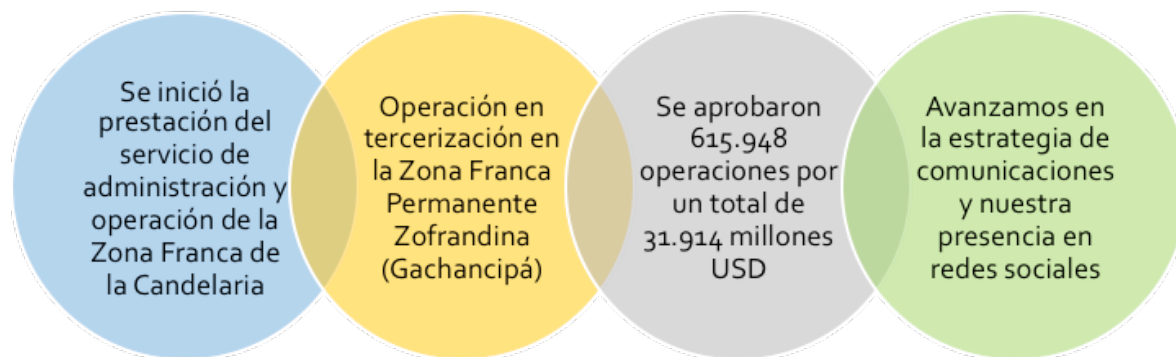 Se inició la
prestación del
servicio de
administración y
operación de la
Zona Franca de
la Candelaria
Operación en
tercerización en
la Zona Franca
Permanente
Zofrandina
(Gachancipá)
Se aprobaron
615.948
operaciones por
un total de
31.914 millones
USD
Avanzamos en
la estrategia de
comunicaciones
y nuestra
presencia en
redes sociales